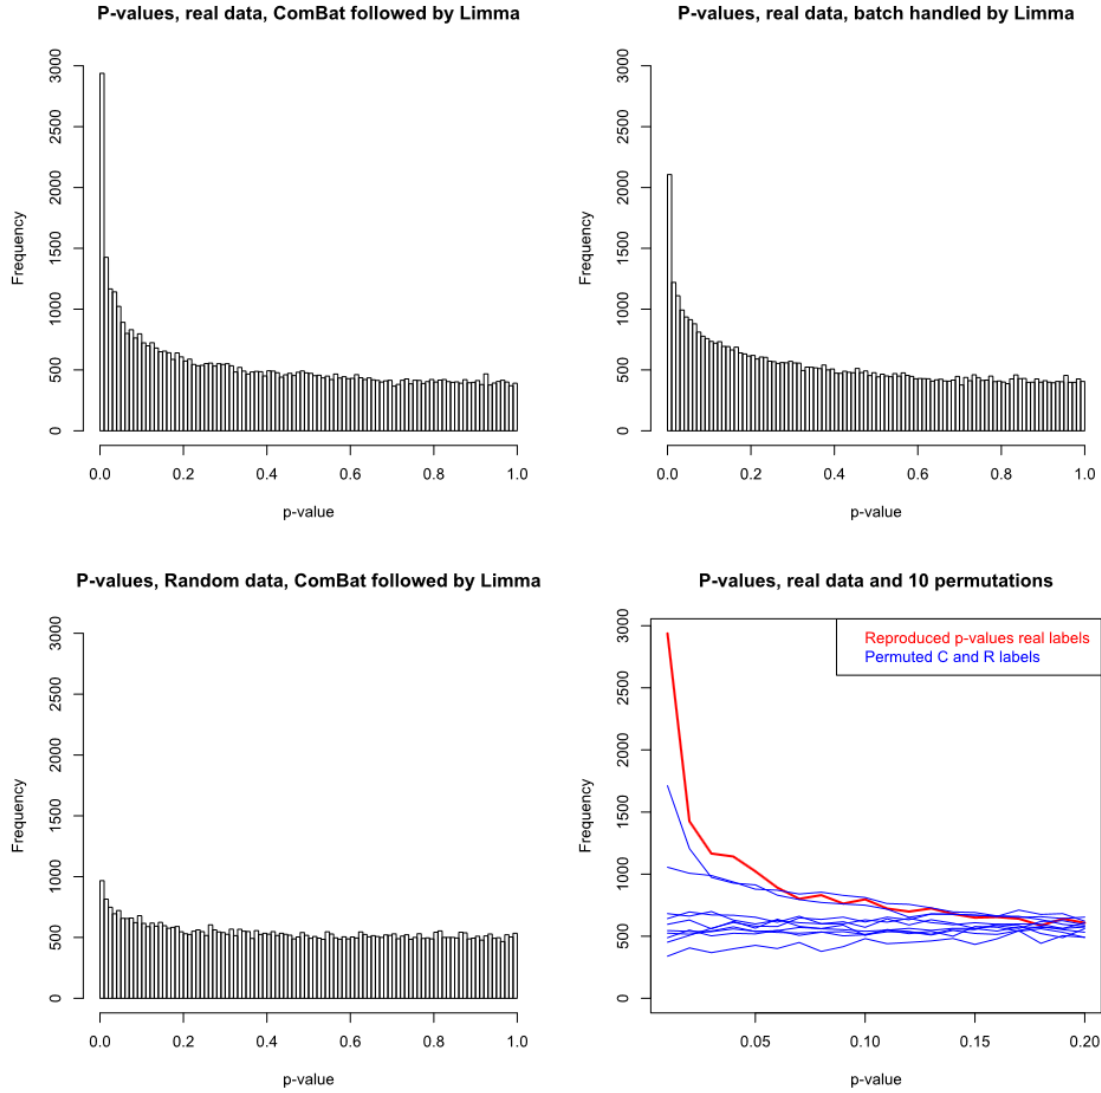 P-values, real data, ComBat followed by Limma
Frequency
3000
2500
2000
1500
1000
500
0
0.0 0.2 0.4 0.6 0.8 1.0
p-value
P-values, real data, batch handled by Limma
Frequency
3000
2500
2000
1500
1000
500
0
0.0 0.2 0.4 0.6 0.8 1.0
p-value
P-values, Random data, ComBat followed by Limma
Frequency
3000
2500
2000
1500
1000
500
0
0.0 0.2 0.4 0.6 0.8 1.0
p-value
P-values, real data and 10 permutations
Reproduced p-values real labels
Permuted C and R labels
Frequency
3000
2500
2000
1500
1000
500
0
0.05 0.10 0.15 0.20
p-value